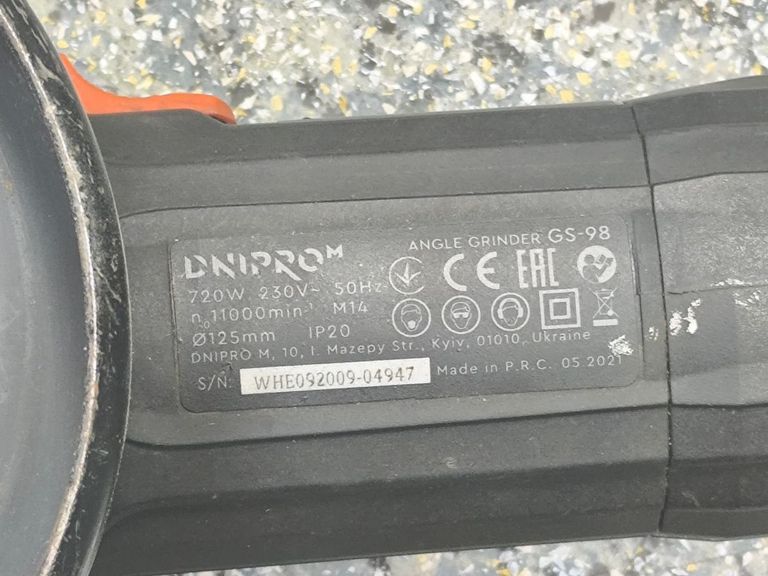 DNIPRO M
ANGLE GRINDER GS-98
720W 230V~ 50Hz
n₀ 11000min⁻¹ M14
Ø125mm IP20
CE EAC
DNIPRO M, 10, I. Mazepy Str., Kyiv, 01010, Ukraine
S/N: WHE092009-04947 Made in P.R.C. 05.2021